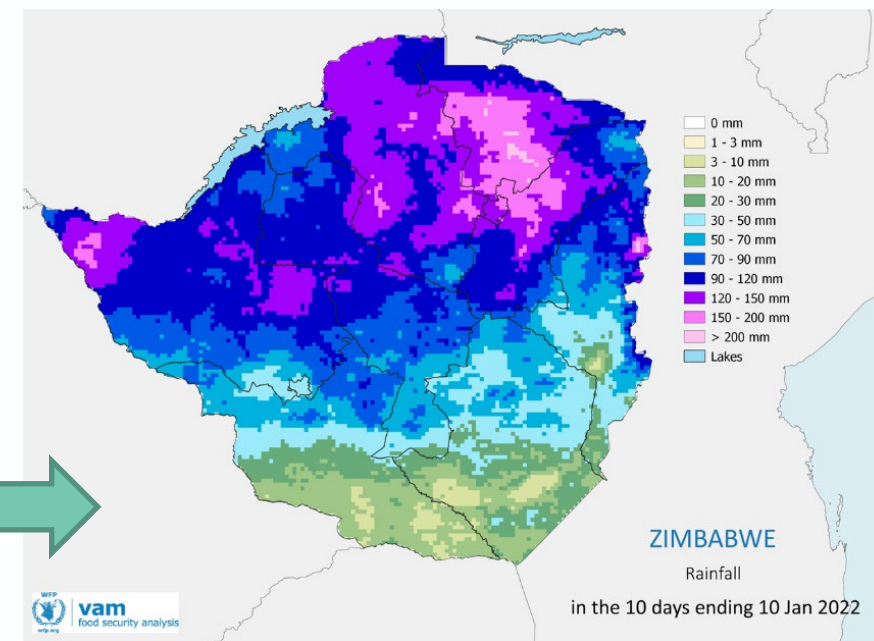 0 mm
1 - 3 mm
3 - 10 mm
10 - 20 mm
20 - 30 mm
30 - 50 mm
50 - 70 mm
70 - 90 mm
90 - 120 mm
120 - 150 mm
150 - 200 mm
> 200 mm
Lakes
ZIMBABWE
Rainfall
in the 10 days ending 10 Jan 2022
WFP
wfp.org
vam
food security analysis